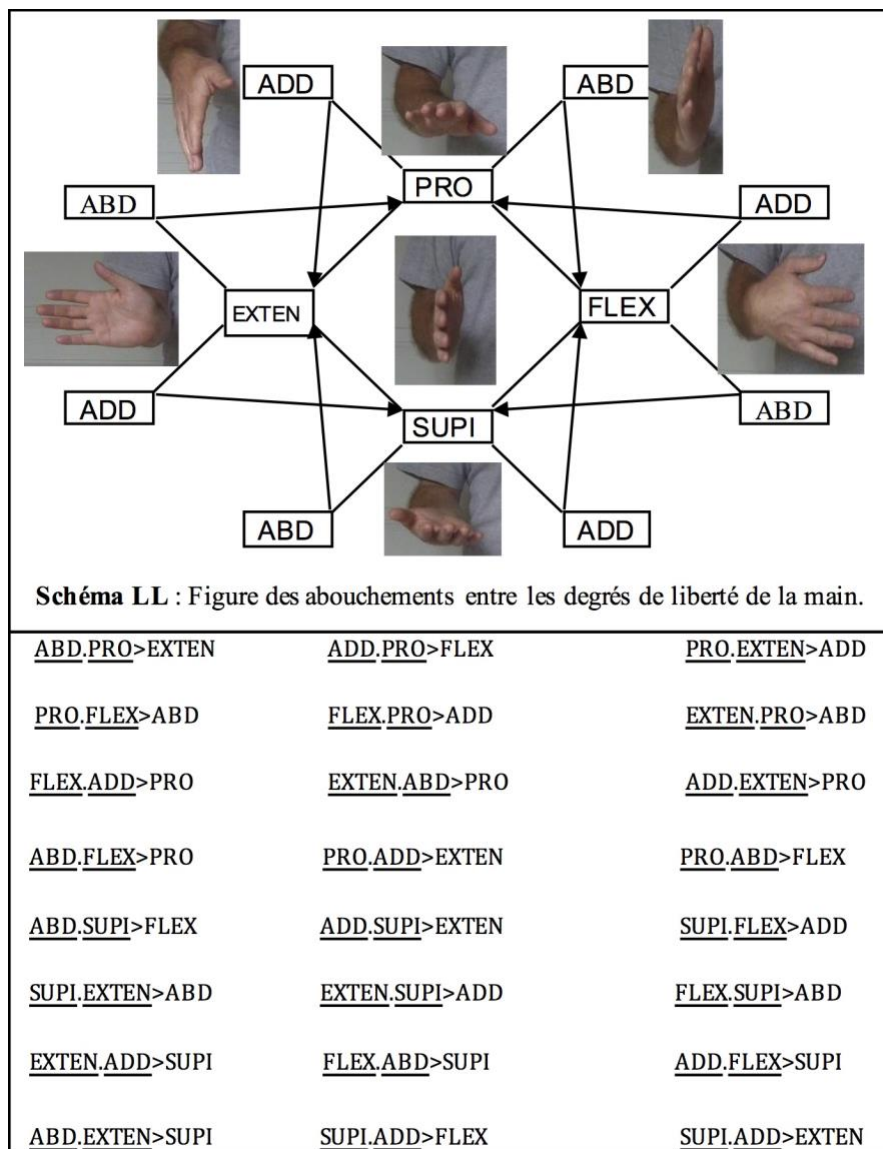 ADD
ABD
PRO
ABD
ADD
EXTEN
FLEX
ADD
SUPI
ABD
ABD
ADD
Schéma LL : Figure des abouchements entre les degrés de liberté de la main.
ABD.PRO>EXTEN ADD.PRO>FLEX PRO.EXTEN>ADD
PRO.FLEX>ABD FLEX.PRO>ADD EXTEN.PRO>ABD
FLEX.ADD>PRO EXTEN.ABD>PRO ADD.EXTEN>PRO
ABD.FLEX>PRO PRO.ADD>EXTEN PRO.ABD>FLEX
ABD.SUPI>FLEX ADD.SUPI>EXTEN SUPI.FLEX>ADD
SUPI.EXTEN>ABD EXTEN.SUPI>ADD FLEX.SUPI>ABD
EXTEN.ADD>SUPI FLEX.ABD>SUPI ADD.FLEX>SUPI
ABD.EXTEN>SUPI SUPI.ADD>FLEX SUPI.ADD>EXTEN